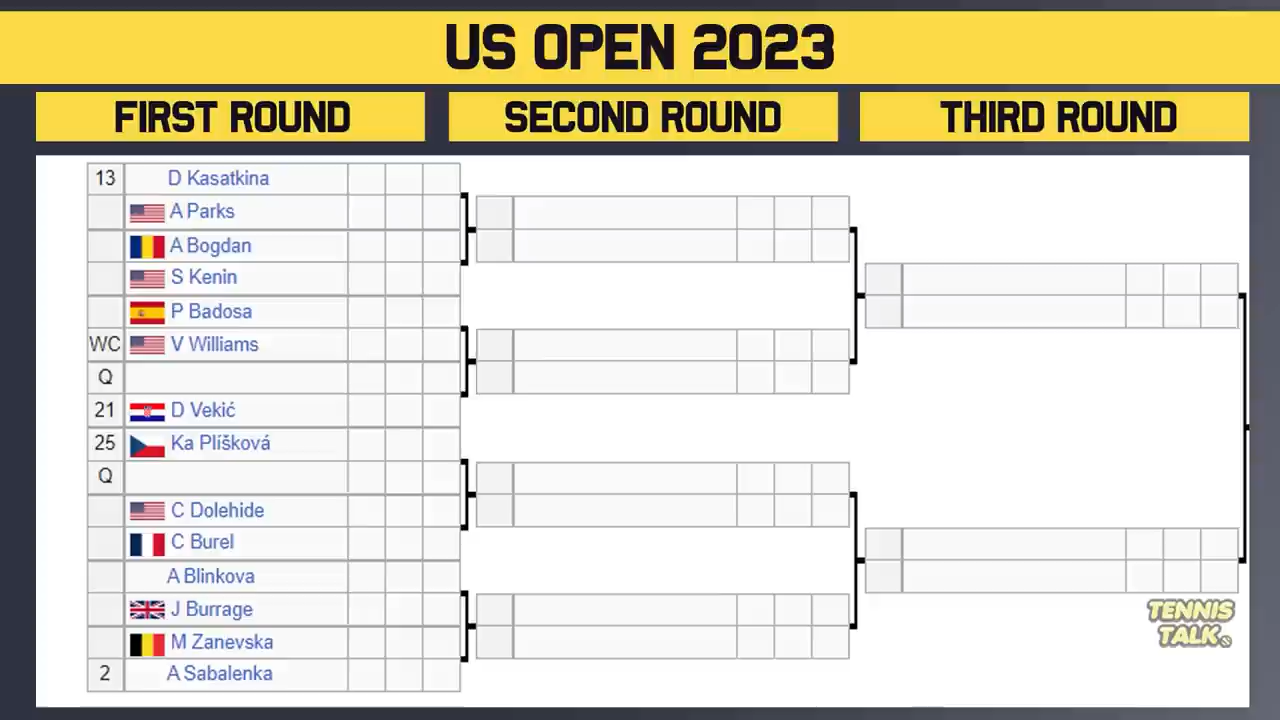 US OPEN 2023
FIRST ROUND
SECOND ROUND
THIRD ROUND
13 D Kasatkina
A Parks
A Bogdan
S Kenin
P Badosa
WC V Williams
Q
21 D Vekić
25 Ka Plíšková
Q
C Dolehide
C Burel
A Blinkova
J Burrage
M Zanevska
2 A Sabalenka
TENNIS
TALK